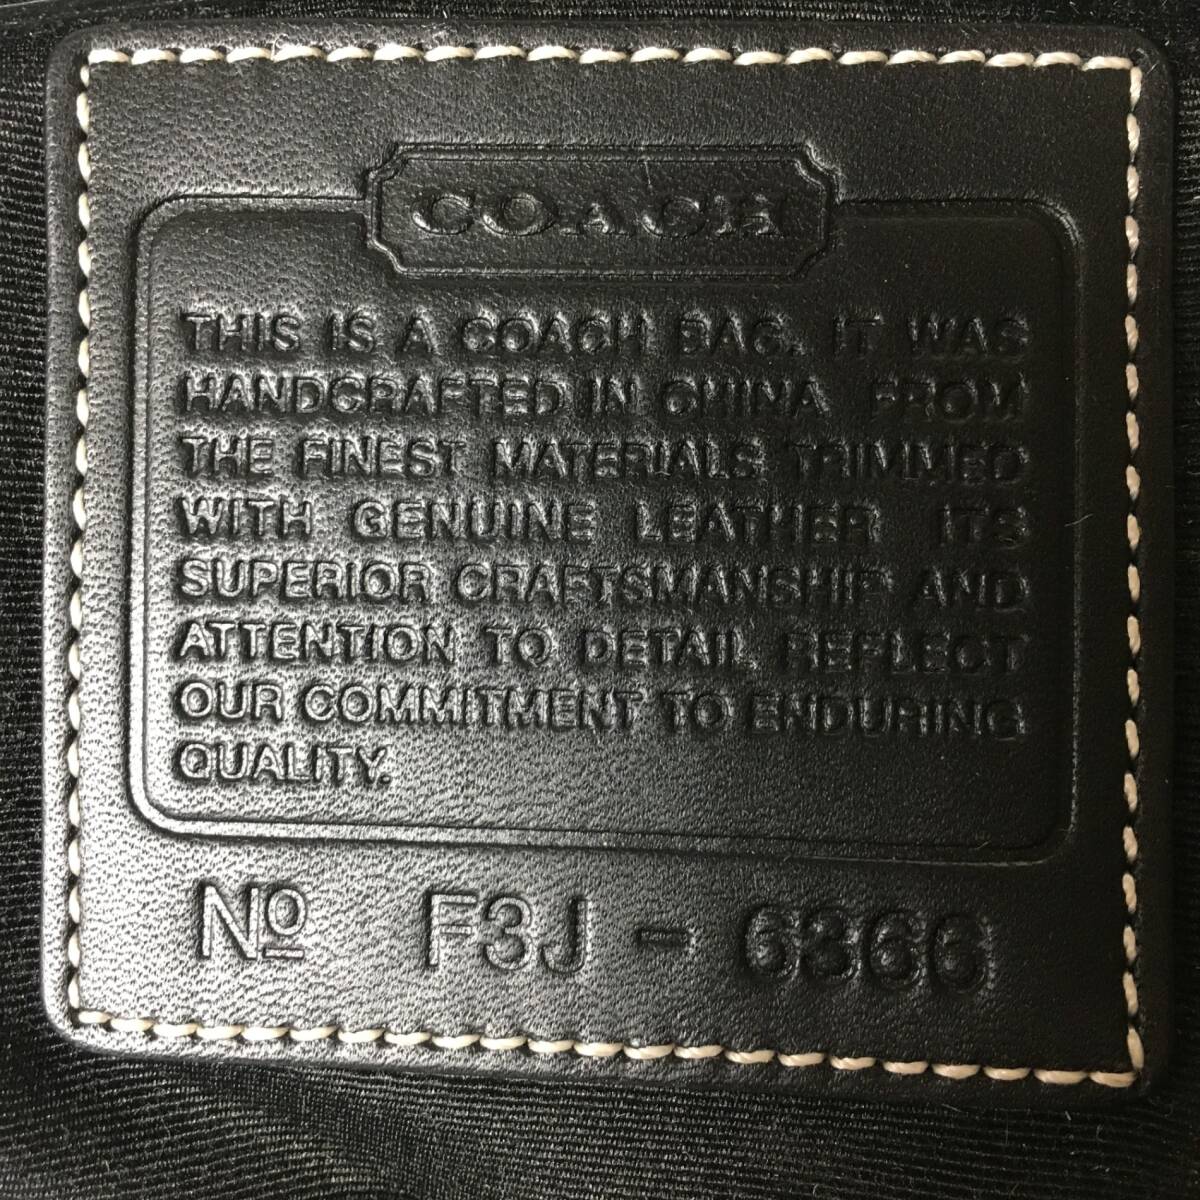 COACH
THIS IS A COACH BAG. IT WAS
HANDCRAFTED IN CHINA FROM
THE FINEST MATERIALS TRIMMED
WITH GENUINE LEATHER ITS
SUPERIOR CRAFTSMANSHIP AND
ATTENTION TO DETAIL REFLECT
OUR COMMITMENT TO ENDURING
QUALITY.
Nº F3J - 6366